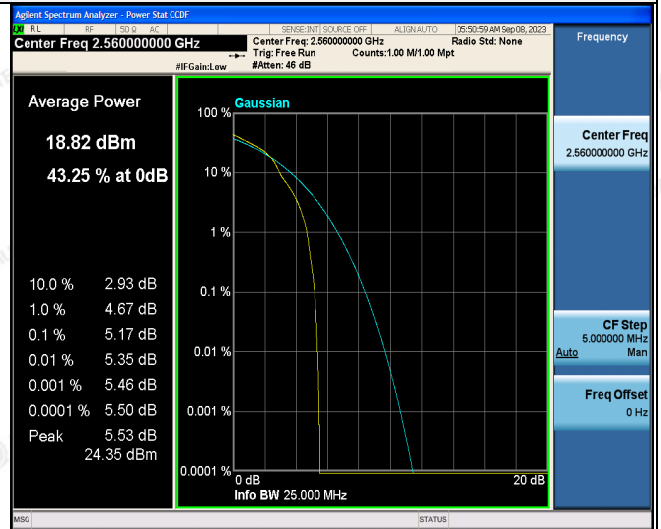 Agilent Spectrum Analyzer - Power Stat CCDF
LXI RL RF 50 Ω AC SENSE:INT SOURCE OFF ALIGN AUTO 05:50:59 AM Sep 08, 2023
Center Freq 2.560000000 GHz
Center Freq: 2.560000000 GHz Radio Std: None
Trig: Free Run Counts:1.00 M/1.00 Mpt
#IFGain:Low #Atten: 46 dB
Frequency
Average Power
18.82 dBm
43.25 % at 0dB
10.0 % 2.93 dB
1.0 % 4.67 dB
0.1 % 5.17 dB
0.01 % 5.35 dB
0.001 % 5.46 dB
0.0001 % 5.50 dB
Peak 5.53 dB
24.35 dBm
Gaussian
100 %
10 %
1 %
0.1 %
0.01 %
0.001 %
0.0001 %
0 dB 20 dB
Info BW 25.000 MHz
Center Freq
2.560000000 GHz
CF Step
5.000000 MHz
Auto Man
Freq Offset
0 Hz
MSG STATUS